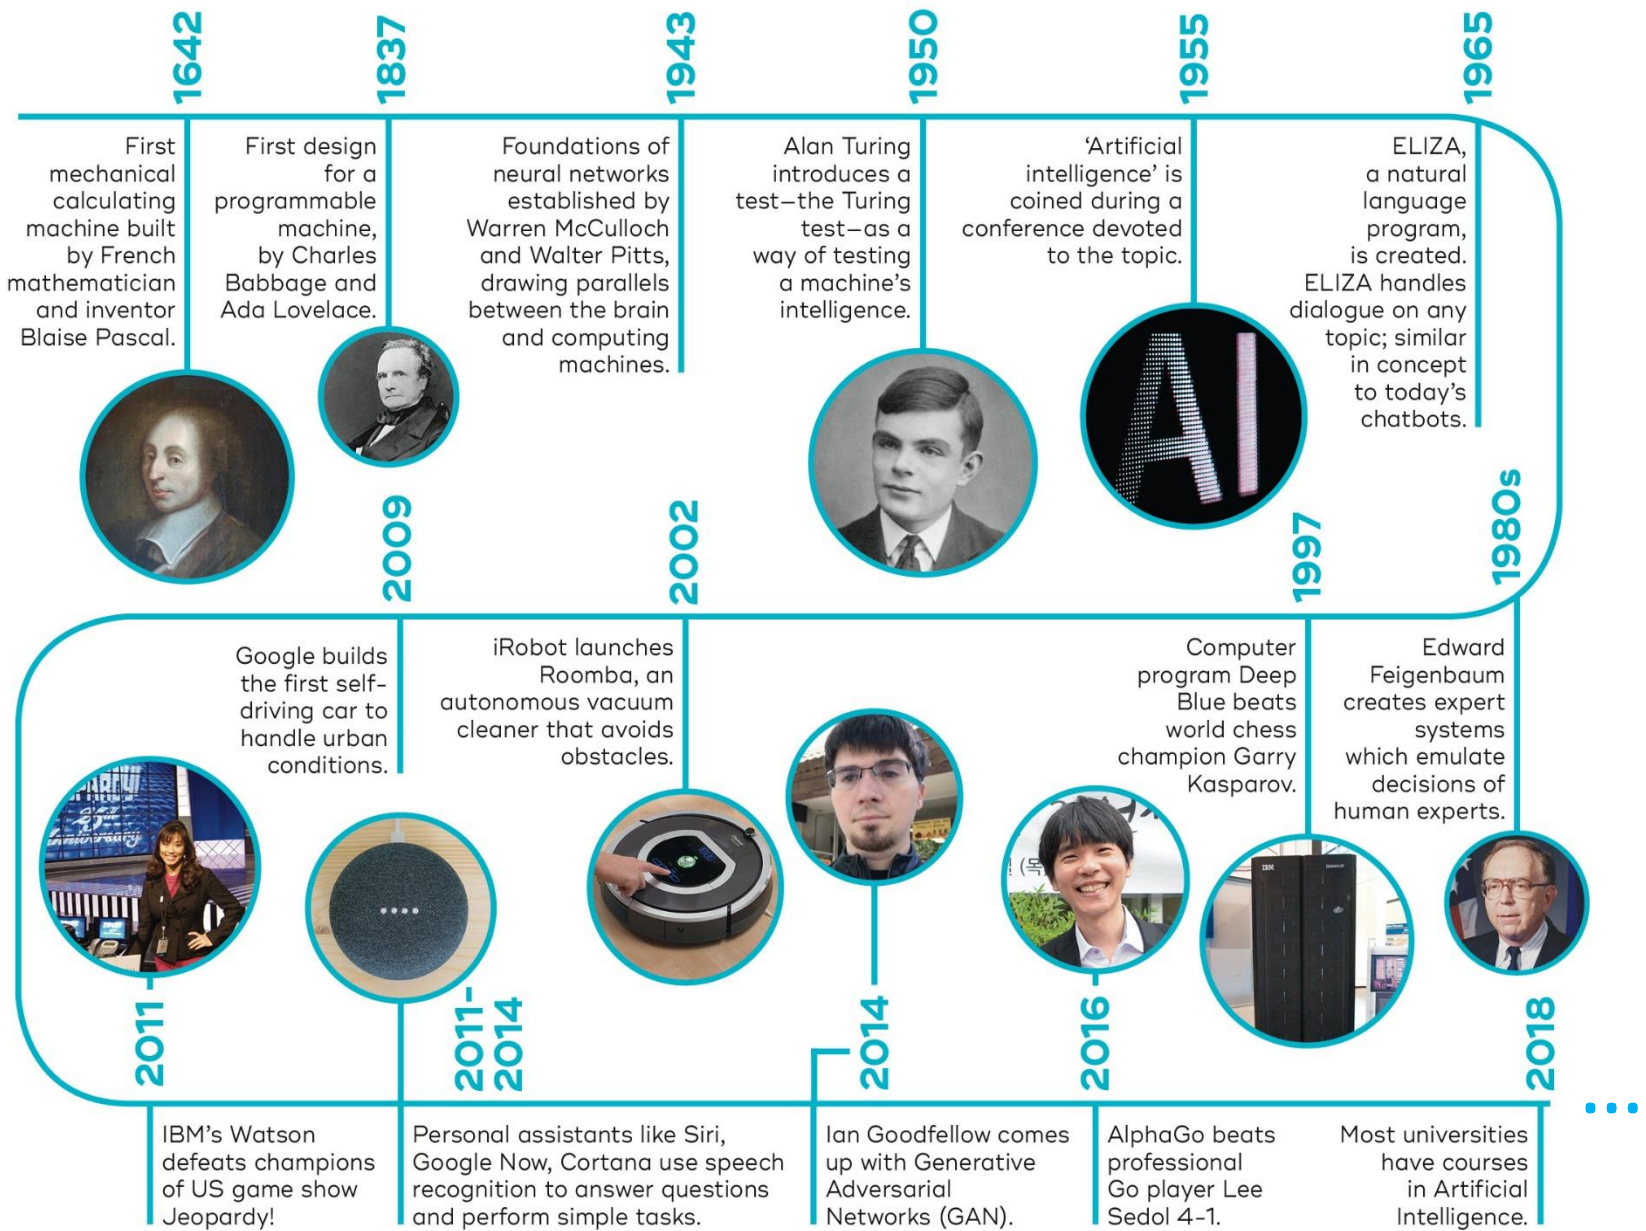 1642
First
mechanical
calculating
machine built
by French
mathematician
and inventor
Blaise Pascal.
1837
First design
for a
programmable
machine,
by Charles
Babbage and
Ada Lovelace.
1943
Foundations of
neural networks
established by
Warren McCulloch
and Walter Pitts,
drawing parallels
between the brain
and computing
machines.
1950
Alan Turing
introduces a
test—the Turing
test—as a
way of testing
a machine's
intelligence.
1955
‘Artificial
intelligence’ is
coined during a
conference devoted
to the topic.
AI
1965
ELIZA,
a natural
language
program,
is created.
ELIZA handles
dialogue on any
topic; similar
in concept
to today's
chatbots.
1980s
Edward
Feigenbaum
creates expert
systems
which emulate
decisions of
human experts.
1997
Computer
program Deep
Blue beats
world chess
champion Garry
Kasparov.
IBM
2002
iRobot launches
Roomba, an
autonomous vacuum
cleaner that avoids
obstacles.
2009
Google builds
the first self-
driving car to
handle urban
conditions.
Anniversary
2011
IBM's Watson
defeats champions
of US game show
Jeopardy!
2011-
2014
Personal assistants like Siri,
Google Now, Cortana use speech
recognition to answer questions
and perform simple tasks.
2014
Ian Goodfellow comes
up with Generative
Adversarial
Networks (GAN).
(목)
2016
AlphaGo beats
professional
Go player Lee
Sedol 4-1.
2018
Most universities
have courses
in Artificial
Intelligence.
...